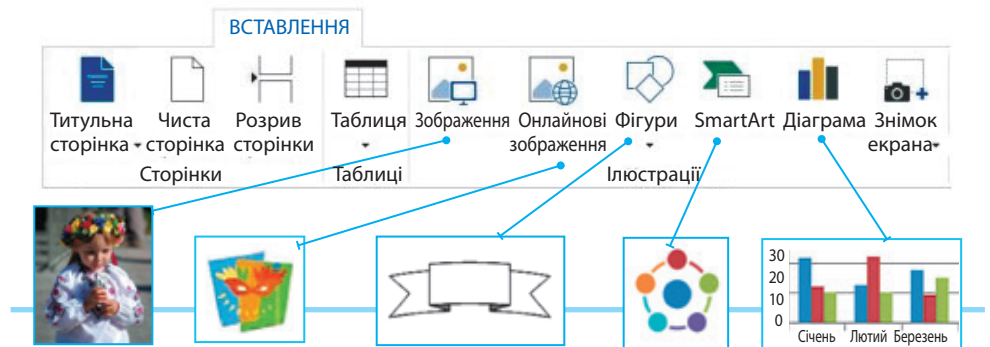 ВСТАВЛЕННЯ
Титульна сторінка
Чиста сторінка
Розрив сторінки
Таблиця
Зображення
Онлайнові зображення
Фігури
SmartArt
Діаграма
Знімок екрана
Сторінки
Таблиці
Ілюстрації
30
20
10
0
Січень Лютий Березень